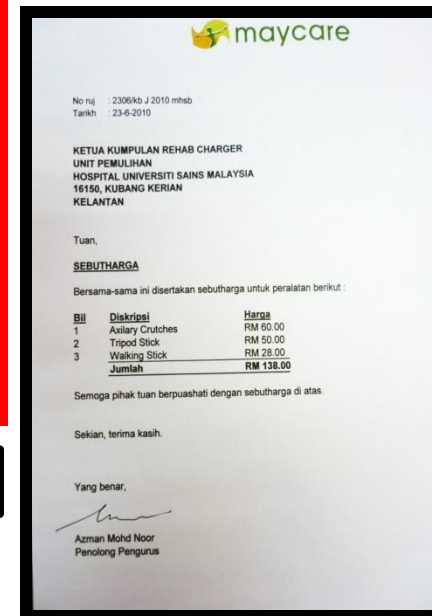 maycare
No ruj : 2306/kb J 2010 mhsb
Tarikh : 23-6-2010
KETUA KUMPULAN REHAB CHARGER
UNIT PEMULIHAN
HOSPITAL UNIVERSITI SAINS MALAYSIA
16150, KUBANG KERIAN
KELANTAN
Tuan,
SEBUTHARGA
Bersama-sama ini disertakan sebutharga untuk peralatan berikut :
Bil Diskripsi Harga
1 Axilary Crutches RM 60.00
2 Tripod Stick RM 50.00
3 Walking Stick RM 28.00
Jumlah RM 138.00
Semoga pihak tuan berpuashati dengan sebutharga di atas.
Sekian, terima kasih.
Yang benar,
Azman Mohd Noor
Penolong Pengurus